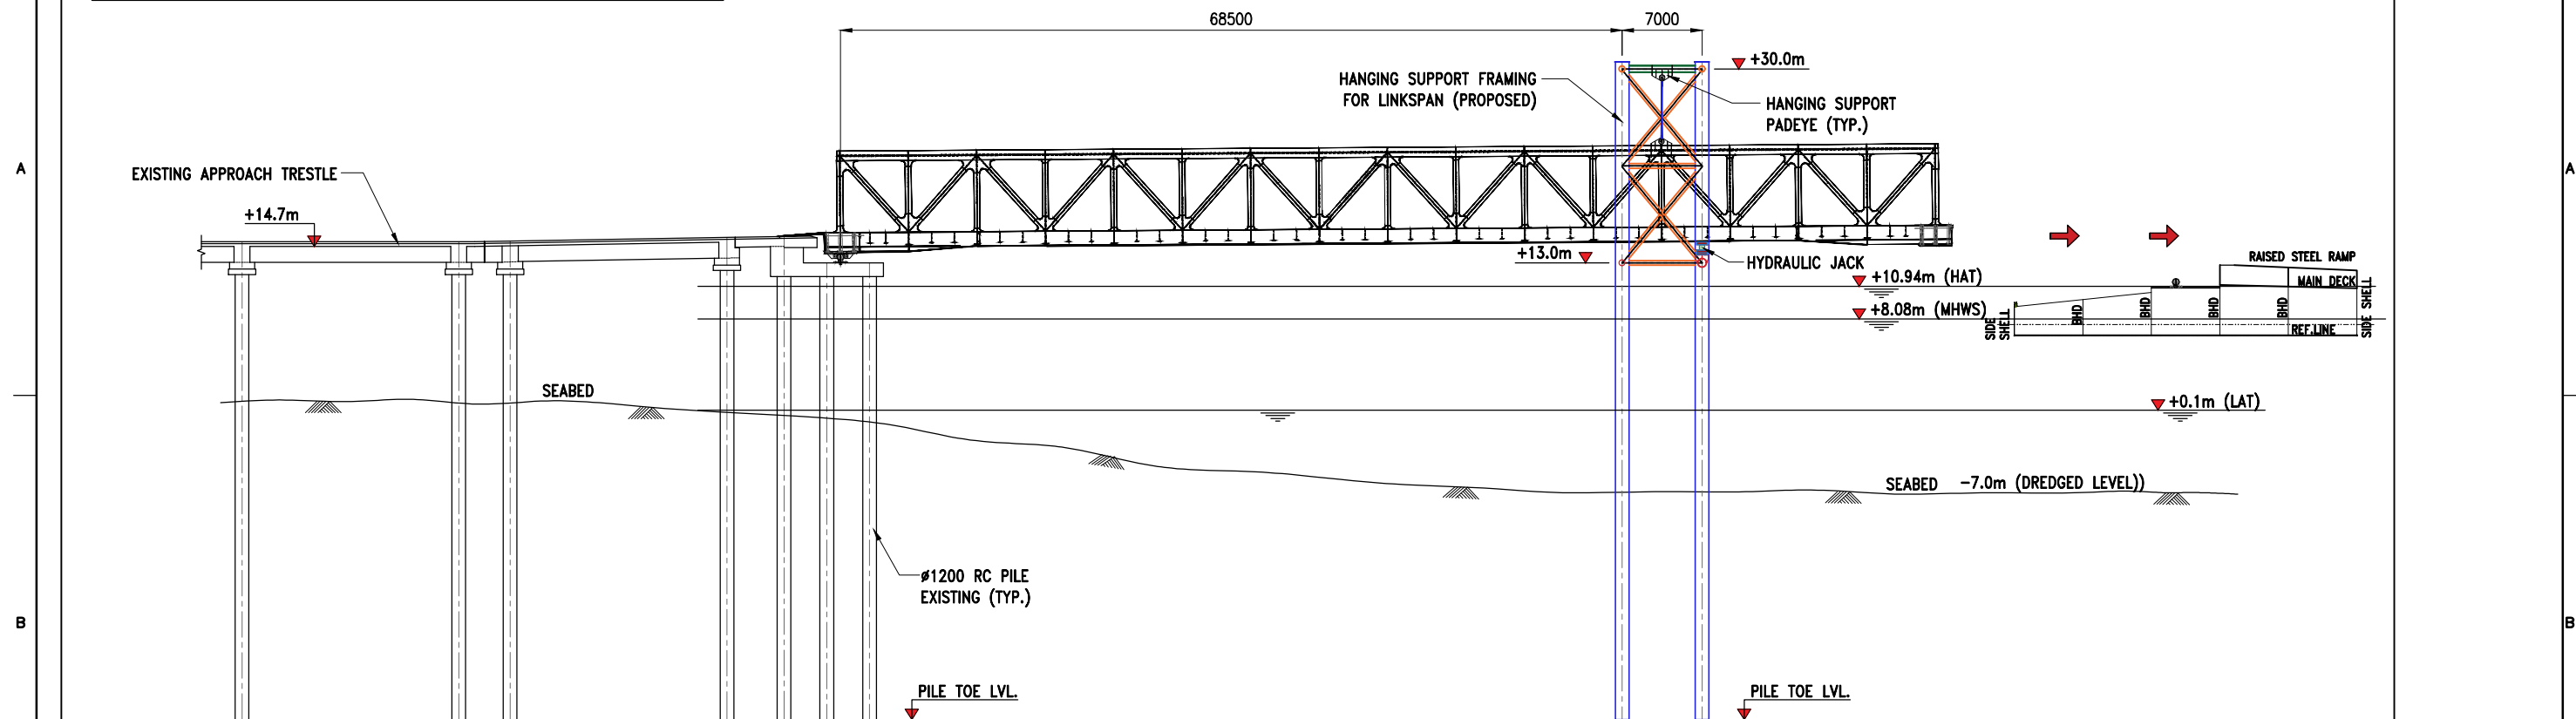 68500
7000
+30.0m
HANGING SUPPORT FRAMING
FOR LINKSPAN (PROPOSED)
HANGING SUPPORT
PADEYE (TYP.)
A
A
EXISTING APPROACH TRESTLE
+14.7m
+13.0m
HYDRAULIC JACK
RAISED STEEL RAMP
+10.94m (HAT)
MAIN DECK
+8.08m (MHWS)
SIDE
SHELL
BHD
BHD
BHD
BHD
SIDE SHELL
REF.LINE
SEABED
+0.1m (LAT)
SEABED -7.0m (DREDGED LEVEL))
ø1200 RC PILE
EXISTING (TYP.)
B
B
PILE TOE LVL.
PILE TOE LVL.